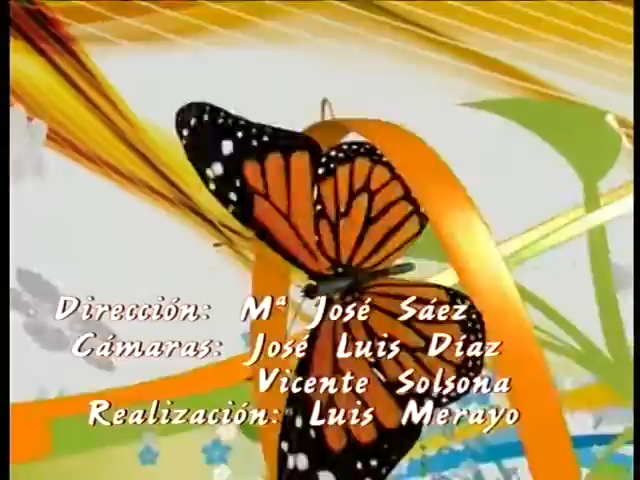 Dirección: Mª José Sáez
Cámaras: José Luis Díaz
Vicente Solsona
Realización: Luis Merayo